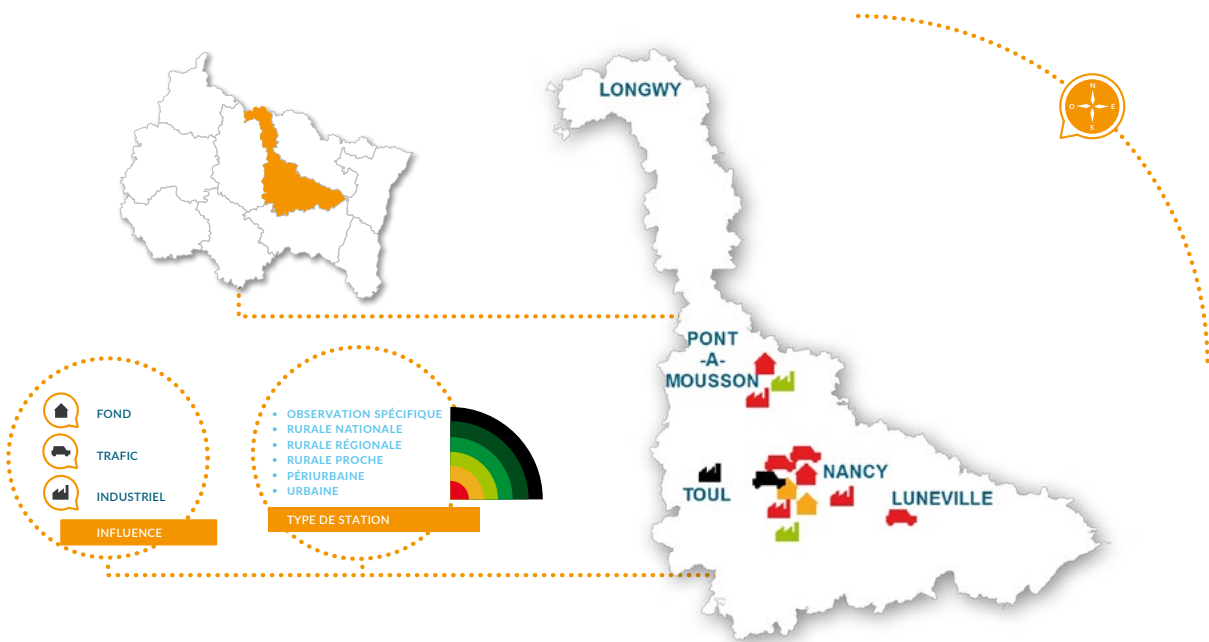 LONGWY
N
O E
S
PONT
-A-
MOUSSON
NANCY
TOUL
LUNEVILLE
FOND
TRAFIC
INDUSTRIEL
INFLUENCE
• OBSERVATION SPÉCIFIQUE
• RURALE NATIONALE
• RURALE RÉGIONALE
• RURALE PROCHE
• PÉRIURBAINE
• URBAINE
TYPE DE STATION